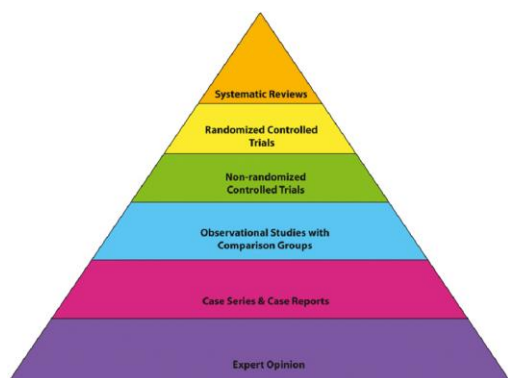 Systematic Reviews
Randomized Controlled
Trials
Non-randomized
Controlled Trials
Observational Studies with
Comparison Groups
Case Series & Case Reports
Expert Opinion